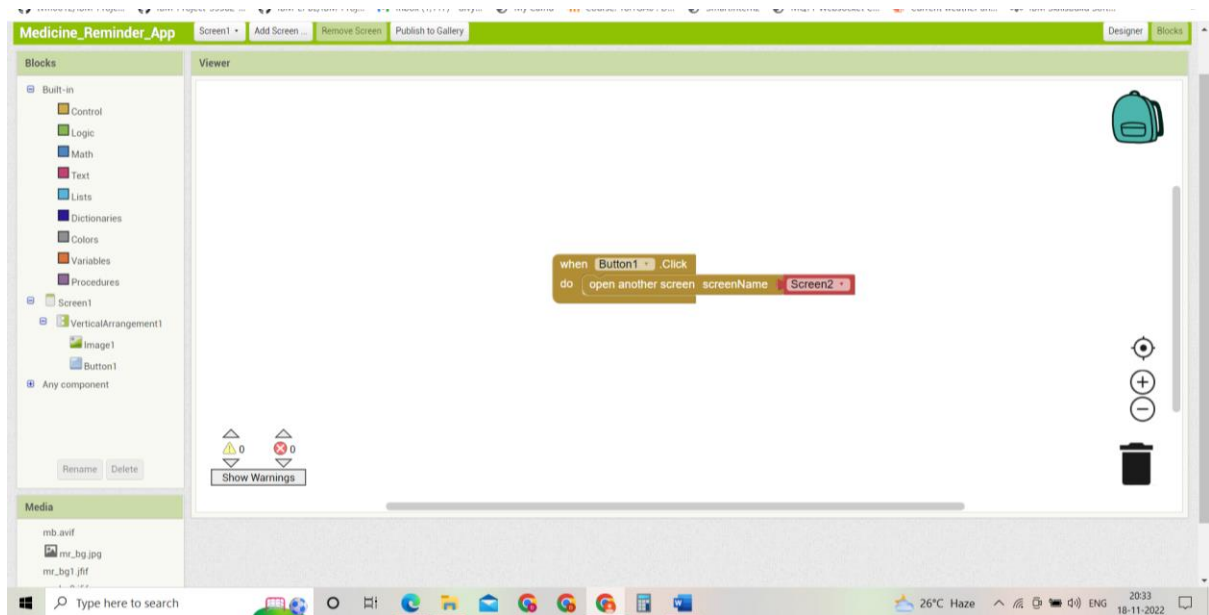 Medicine_Reminder_App Screen1 Add Screen ... Remove Screen Publish to Gallery Designer Blocks
Blocks
Viewer
Built-in
Control
Logic
Math
Text
Lists
Dictionaries
Colors
Variables
Procedures
Screen1
VerticalArrangement1
Image1
Button1
Any component
Rename Delete
when Button1 .Click
do open another screen screenName Screen2
0 0
Show Warnings
Media
mb.avif
mr_bg.jpg
mr_bg1.jfif
Type here to search
26°C Haze
ENG
20:33
18-11-2022